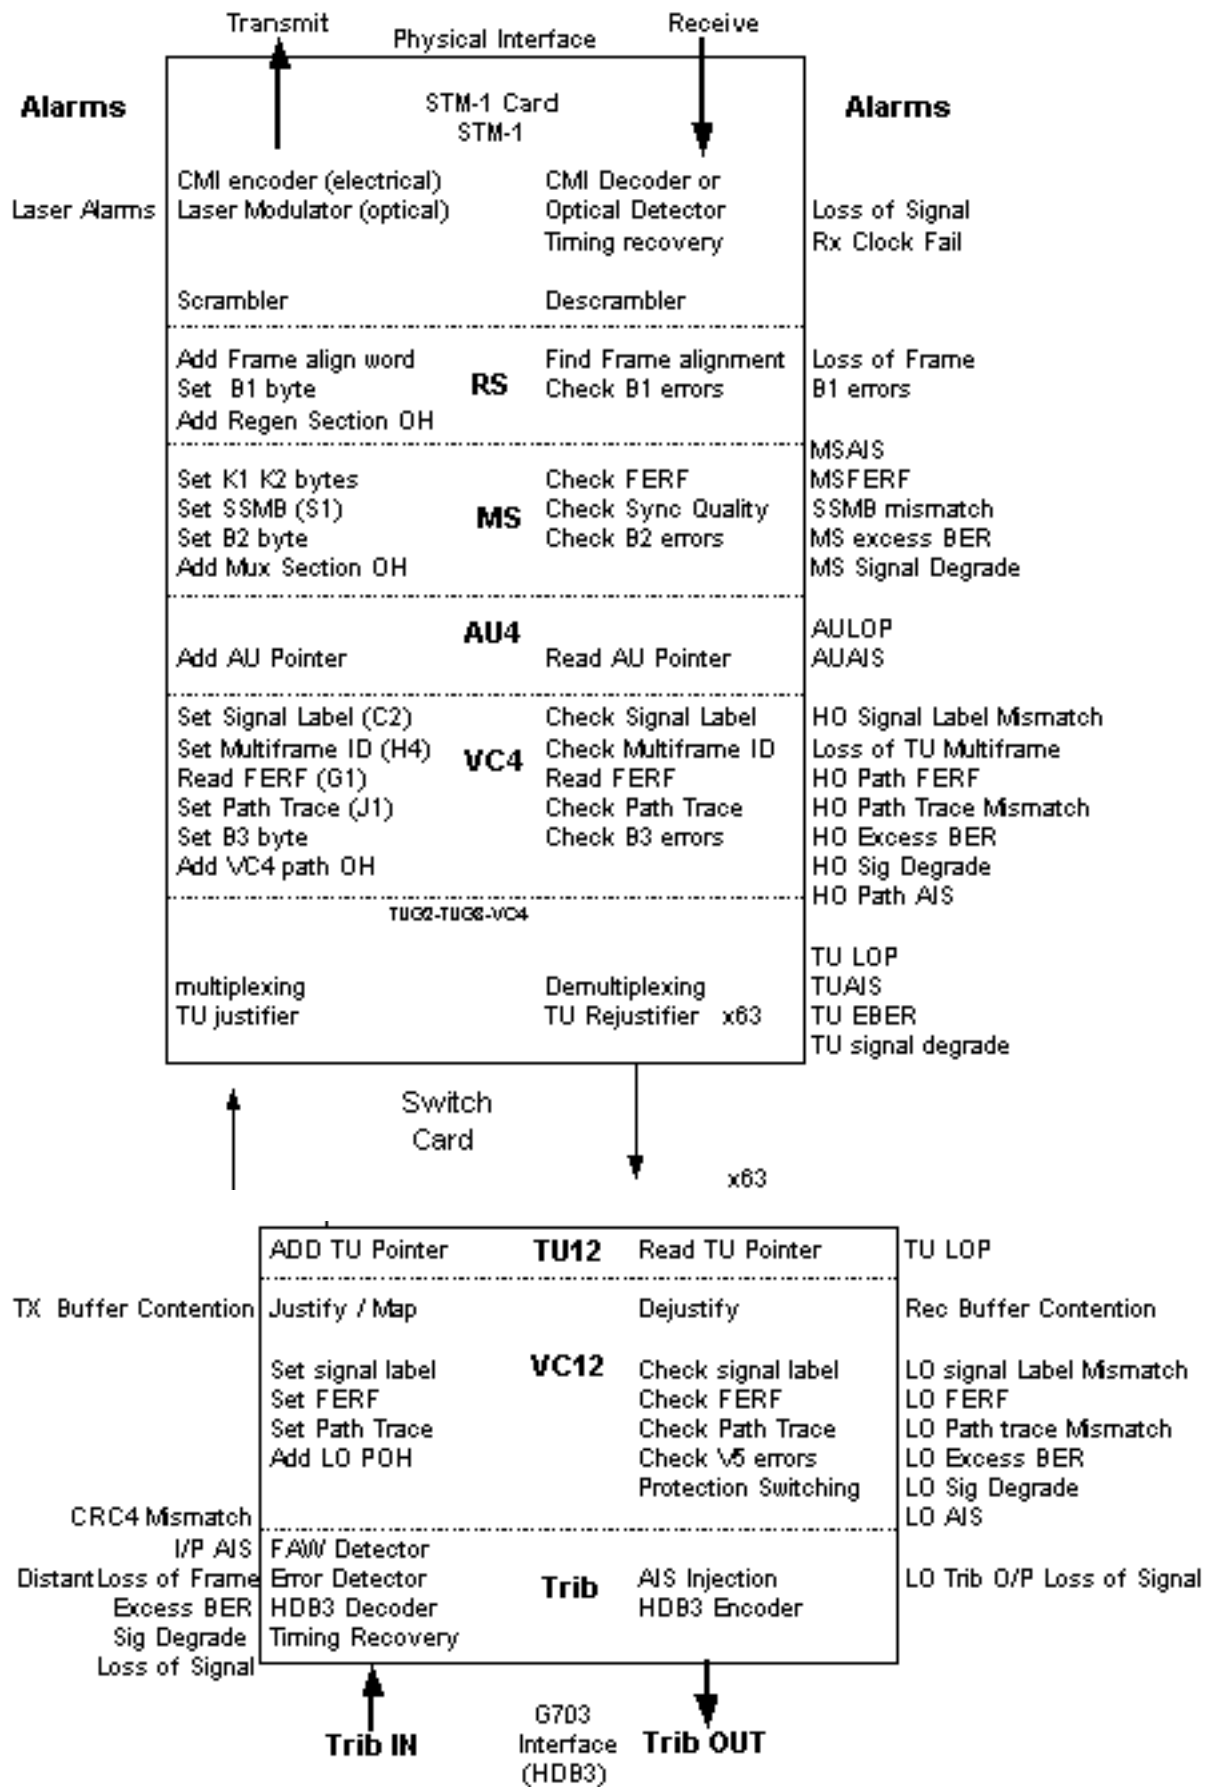 Transmit Physical Interface Receive
Alarms STM-1 Card Alarms
STM-1
CMI encoder (electrical) CMI Decoder or
Laser Alarms Laser Modulator (optical) Optical Detector Loss of Signal
Timing recovery Rx Clock Fail
Scrambler Descrambler
Add Frame align word Find Frame alignment Loss of Frame
Set B1 byte RS Check B1 errors B1 errors
Add Regen Section OH
MSAIS
Set K1 K2 bytes Check FERF MSFERF
Set SSMB (S1) MS Check Sync Quality SSMB mismatch
Set B2 byte Check B2 errors MS excess BER
Add Mux Section OH MS Signal Degrade
AU4 AULOP
Add AU Pointer Read AU Pointer AUAIS
Set Signal Label (C2) Check Signal Label HO Signal Label Mismatch
Set Multiframe ID (H4) VC4 Check Multiframe ID Loss of TU Multiframe
Read FERF (G1) Read FERF HO Path FERF
Set Path Trace (J1) Check Path Trace HO Path Trace Mismatch
Set B3 byte Check B3 errors HO Excess BER
Add VC4 path OH HO Sig Degrade
HO Path AIS
TUG2-TUG3-VC4
TU LOP
multiplexing Demultiplexing TUAIS
TU justifier TU Rejustifier x63 TU EBER
TU signal degrade
Switch
Card
x63
ADD TU Pointer TU12 Read TU Pointer TU LOP
TX Buffer Contention Justify / Map Dejustify Rec Buffer Contention
Set signal label VC12 Check signal label LO signal Label Mismatch
Set FERF Check FERF LO FERF
Set Path Trace Check Path Trace LO Path trace Mismatch
Add LO POH Check V5 errors LO Excess BER
Protection Switching LO Sig Degrade
CRC4 Mismatch LO AIS
I/P AIS FAW Detector
DistantLoss of Frame Error Detector Trib AIS Injection LO Trib O/P Loss of Signal
Excess BER HDB3 Decoder HDB3 Encoder
Sig Degrade Timing Recovery
Loss of Signal
G703
Trib IN Interface Trib OUT
(HDB3)